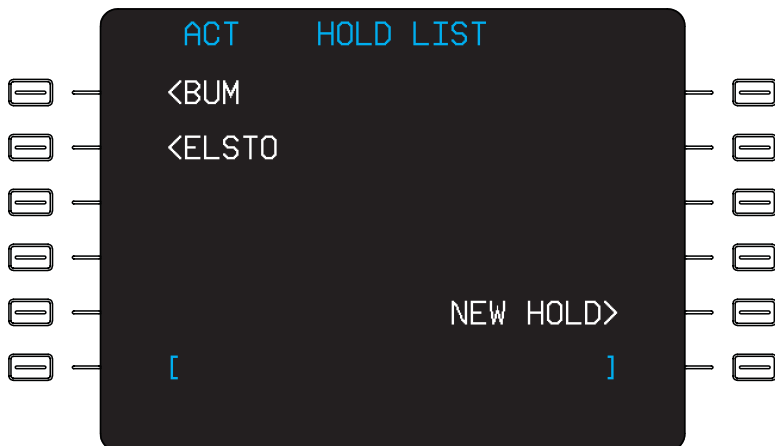 ACT HOLD LIST
<BUM
<ELSTO
NEW HOLD>
[ ]